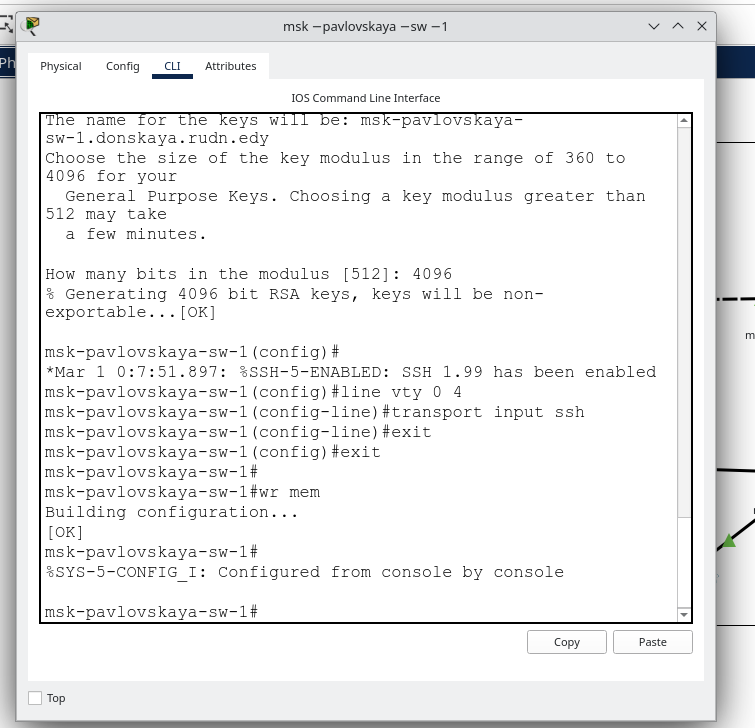 msk −pavlovskaya −sw −1
Ph
Physical
Config
CLI
Attributes
IOS Command Line Interface
The name for the keys will be: msk-pavlovskaya-
sw-1.donskaya.rudn.edy
Choose the size of the key modulus in the range of 360 to
4096 for your
General Purpose Keys. Choosing a key modulus greater than
512 may take
a few minutes.
How many bits in the modulus [512]: 4096
% Generating 4096 bit RSA keys, keys will be non-
exportable...[OK]
msk-pavlovskaya-sw-1(config)#
*Mar 1 0:7:51.897: %SSH-5-ENABLED: SSH 1.99 has been enabled
msk-pavlovskaya-sw-1(config)#line vty 0 4
msk-pavlovskaya-sw-1(config-line)#transport input ssh
msk-pavlovskaya-sw-1(config-line)#exit
msk-pavlovskaya-sw-1(config)#exit
msk-pavlovskaya-sw-1#
msk-pavlovskaya-sw-1#wr mem
Building configuration...
[OK]
msk-pavlovskaya-sw-1#
%SYS-5-CONFIG_I: Configured from console by console
msk-pavlovskaya-sw-1#
Copy
Paste
Top